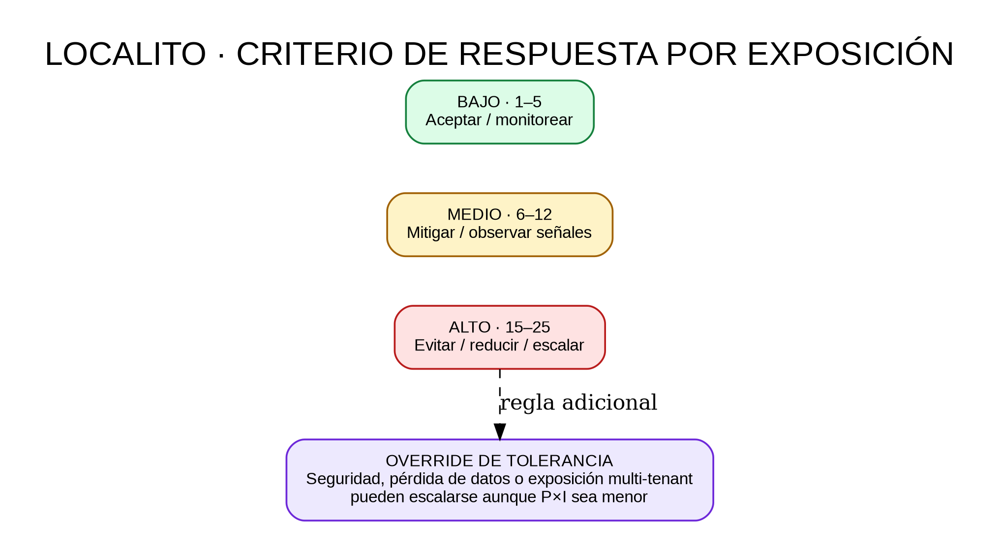 LOCALITO · CRITERIO DE RESPUESTA POR EXPOSICIÓN
BAJO · 1–5
Aceptar / monitorear
MEDIO · 6–12
Mitigar / observar señales
ALTO · 15–25
Evitar / reducir / escalar
regla adicional
OVERRIDE DE TOLERANCIA
Seguridad, pérdida de datos o exposición multi-tenant
pueden escalarse aunque P×I sea menor